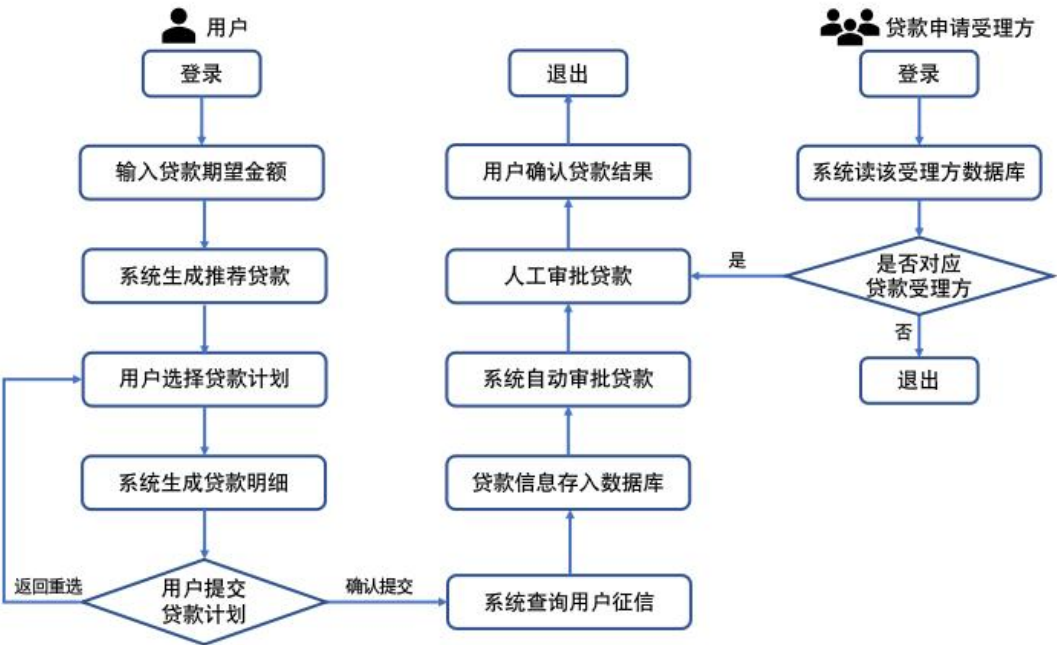 用户
登录
输入贷款期望金额
系统生成推荐贷款
用户选择贷款计划
系统生成贷款明细
用户提交
贷款计划
返回重选
确认提交
退出
用户确认贷款结果
人工审批贷款
系统自动审批贷款
贷款信息存入数据库
系统查询用户征信
贷款申请受理方
登录
系统读该受理方数据库
是否对应
贷款受理方
是
否
退出